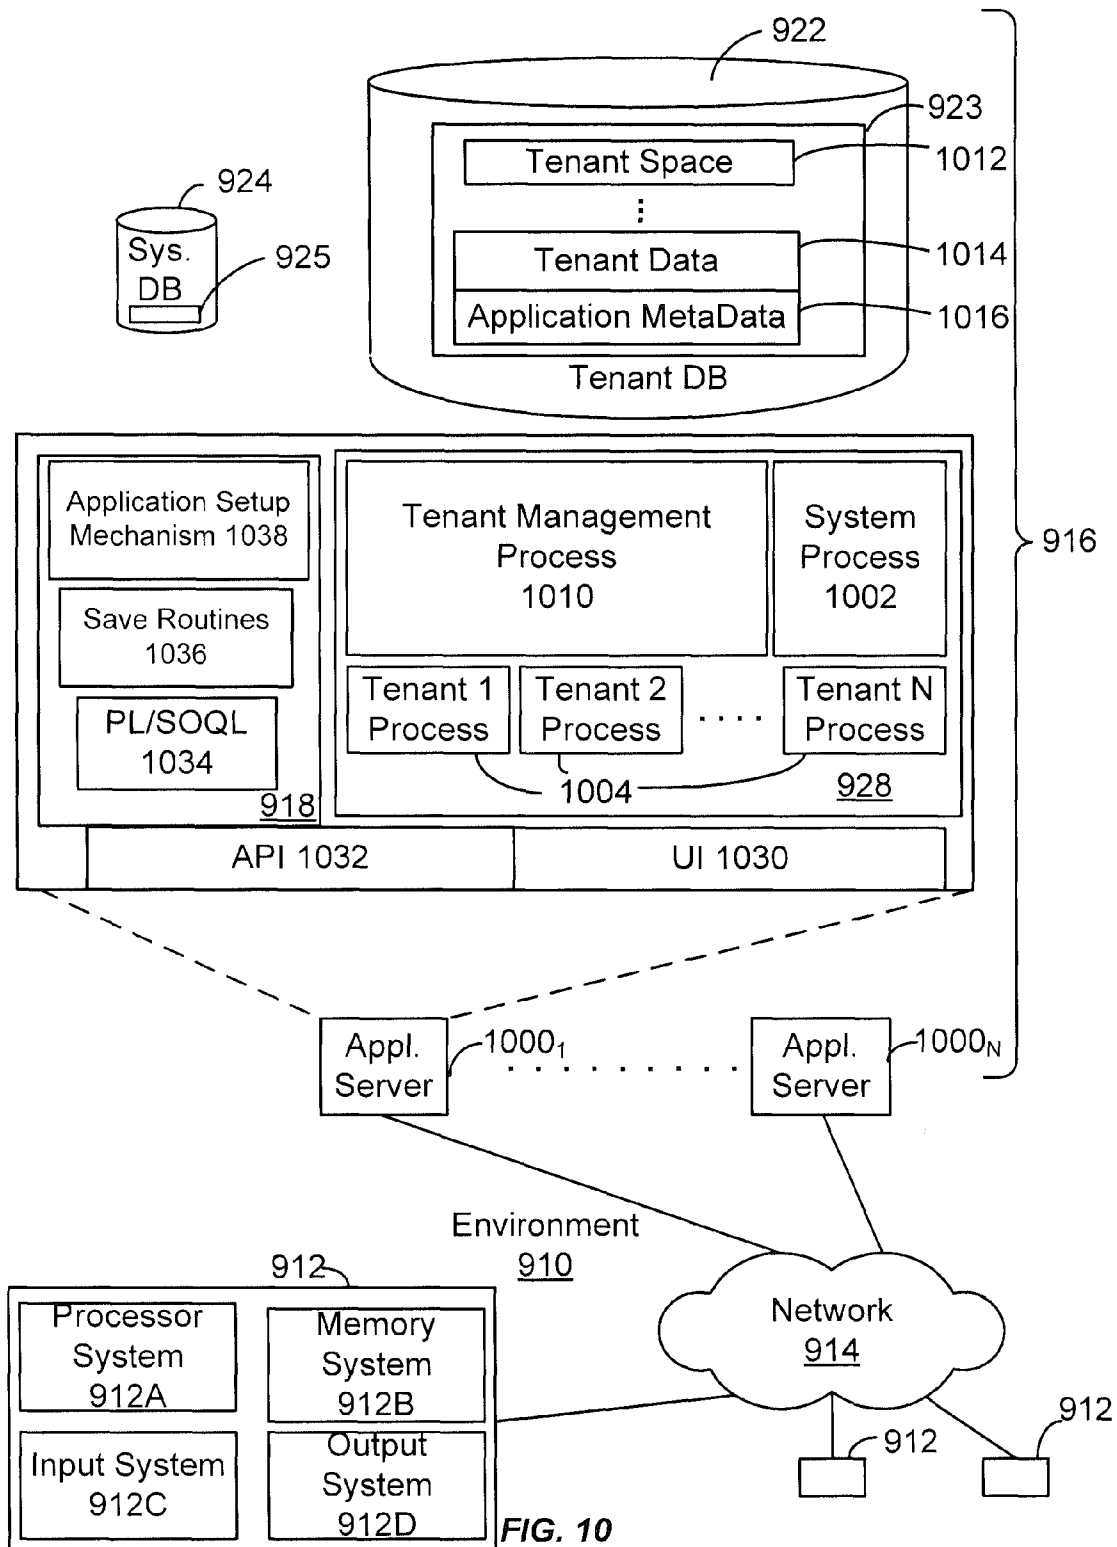 922
923
Tenant Space
1012
924
Sys.
DB
925
Tenant Data
1014
Application MetaData
1016
Tenant DB
916
Application Setup
Mechanism 1038
Save Routines
1036
PL/SOQL
1034
918
Tenant Management
Process
1010
System
Process
1002
Tenant 1
Process
Tenant 2
Process
. . . .
Tenant N
Process
1004
928
API 1032
UI 1030
Appl.
Server
1000₁
. . . . . . . . .
Appl.
Server
1000N
Environment
910
Network
914
912
Processor
System
912A
Memory
System
912B
Input System
912C
Output
System
912D
912
912
FIG. 10